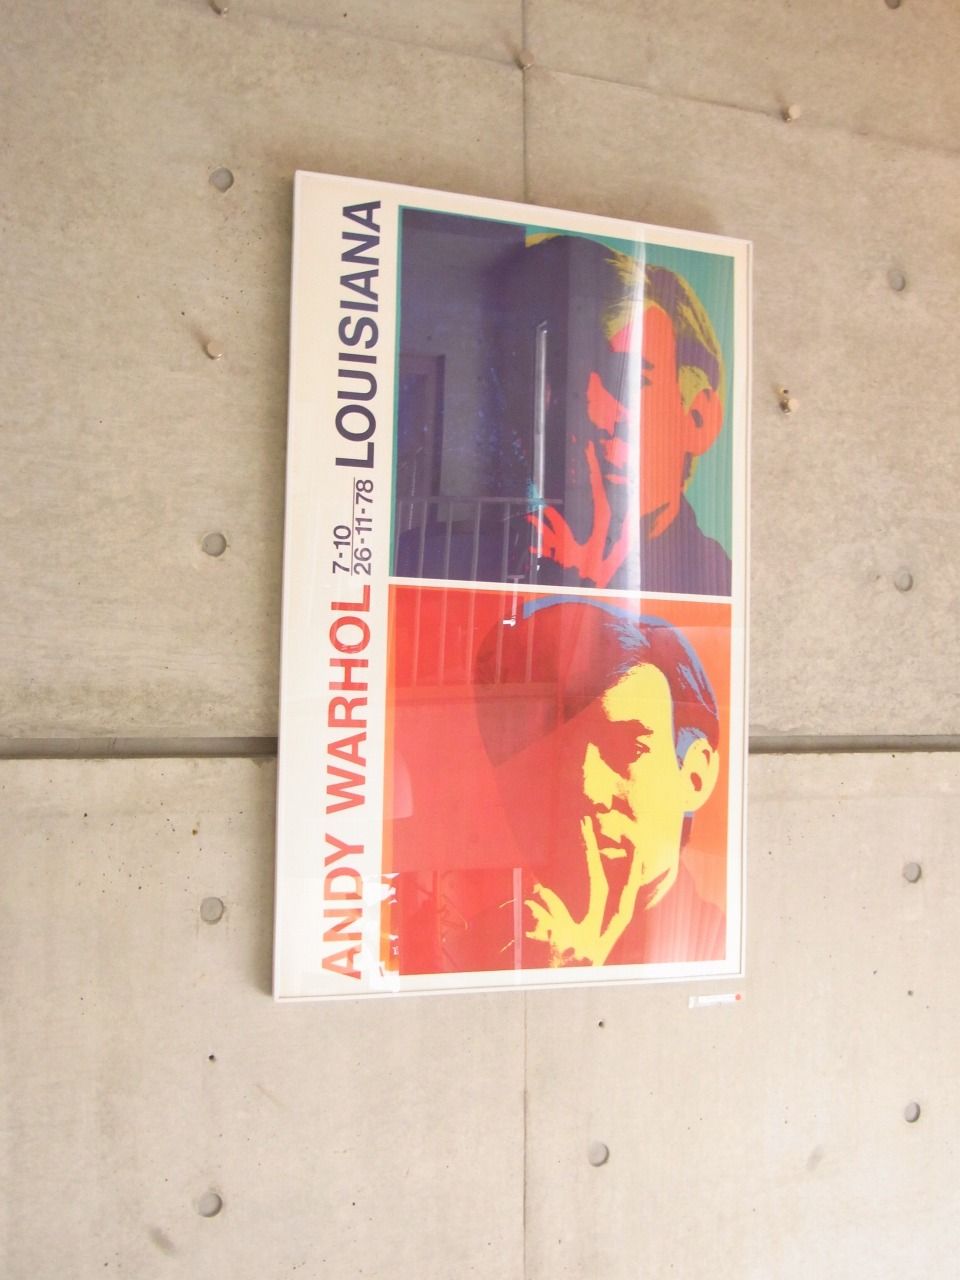 ANDY WARHOL 7-10
26-11-78 LOUISIANA